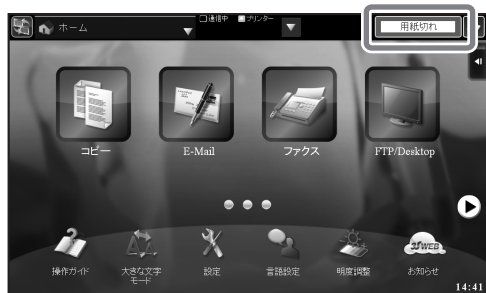 ホーム
□通信中 ■プリンター
用紙切れ
コピー
E-Mail
ファクス
FTP/Desktop
操作ガイド
大きな文字
モード
設定
言語設定
明度調整
WEB
お知らせ
14:41